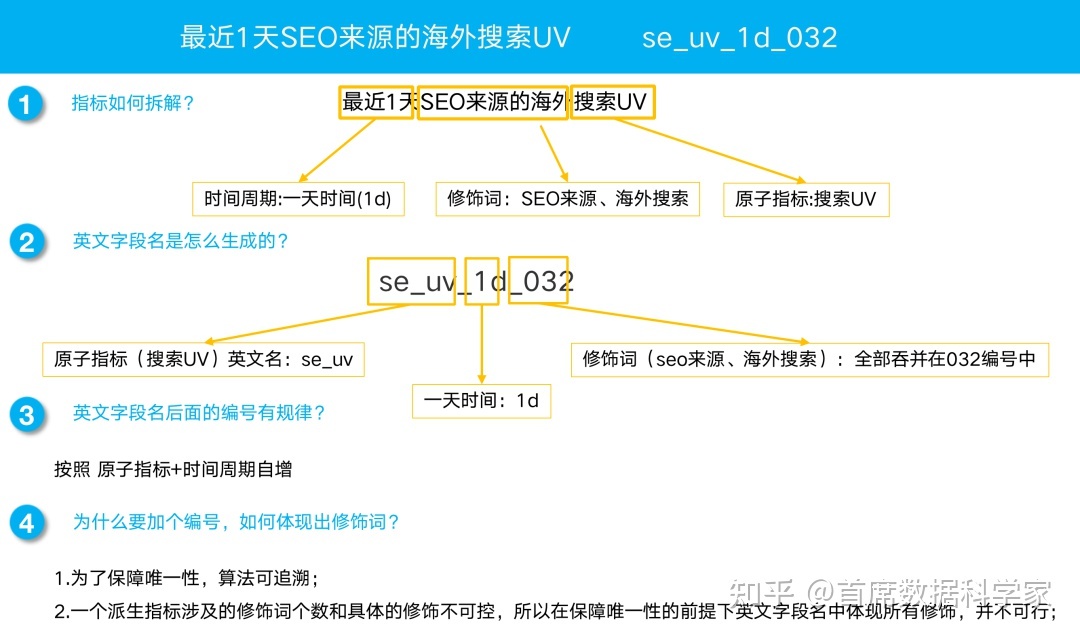 最近1天SEO来源的海外搜索UV se_uv_1d_032
1 指标如何拆解？
最近1天SEO来源的海外搜索UV
时间周期:一天时间(1d)
修饰词：SEO来源、海外搜索
原子指标:搜索UV
2 英文字段名是怎么生成的？
se_uv_1d_032
原子指标（搜索UV）英文名：se_uv
修饰词（seo来源、海外搜索）：全部吞并在032编号中
一天时间：1d
3 英文字段名后面的编号有规律？
按照 原子指标+时间周期自增
4 为什么要加个编号，如何体现出修饰词？
1.为了保障唯一性，算法可追溯；
2.一个派生指标涉及的修饰词个数和具体的修饰不可控，所以在保障唯一性的前提下英文字段名中体现所有修饰，并不可行；
知乎 @首席数据科学家